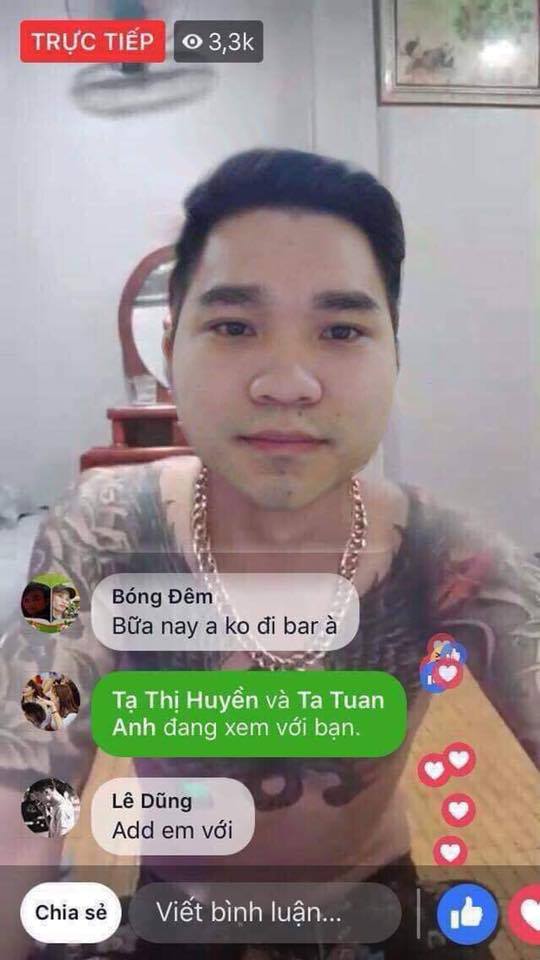 TRỰC TIẾP 3,3k
Bóng Đêm
Bữa nay a ko đi bar à
Tạ Thị Huyền và Ta Tuan
Anh đang xem với bạn.
Lê Dũng
Add em với
Chia sẻ Viết bình luận...